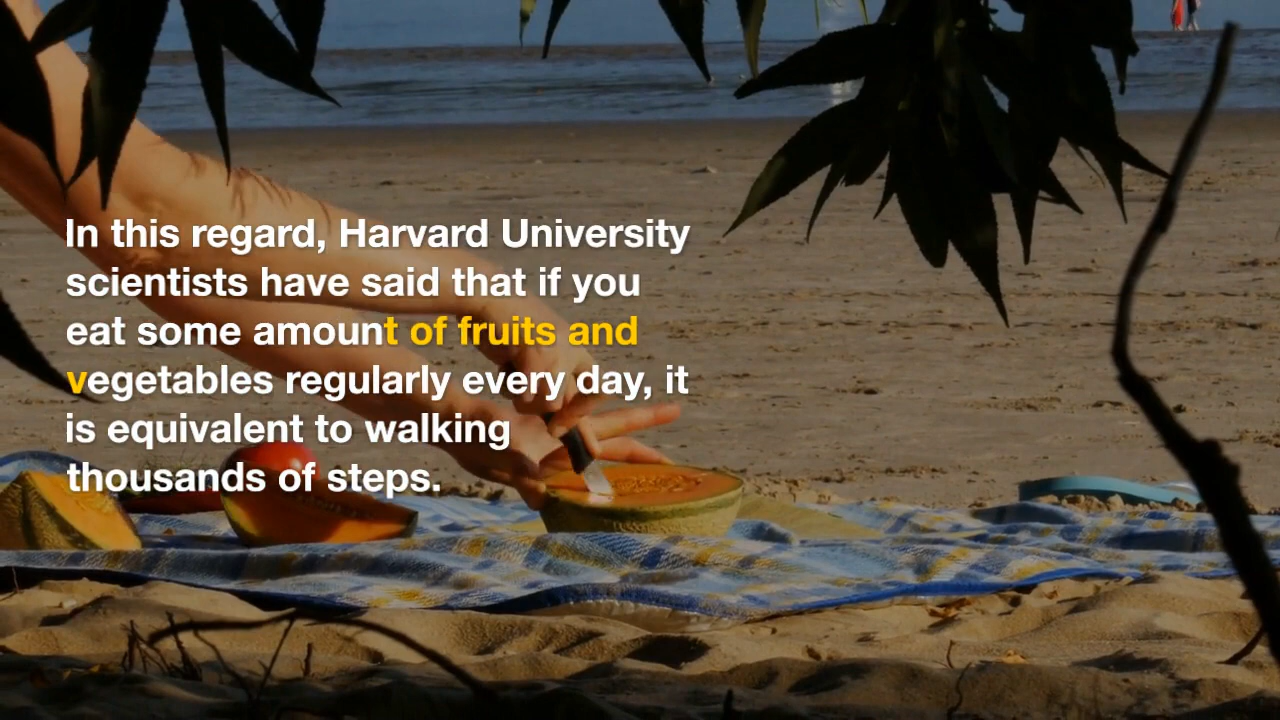 In this regard, Harvard University
scientists have said that if you
eat some amount of fruits and
vegetables regularly every day, it
is equivalent to walking
thousands of steps.